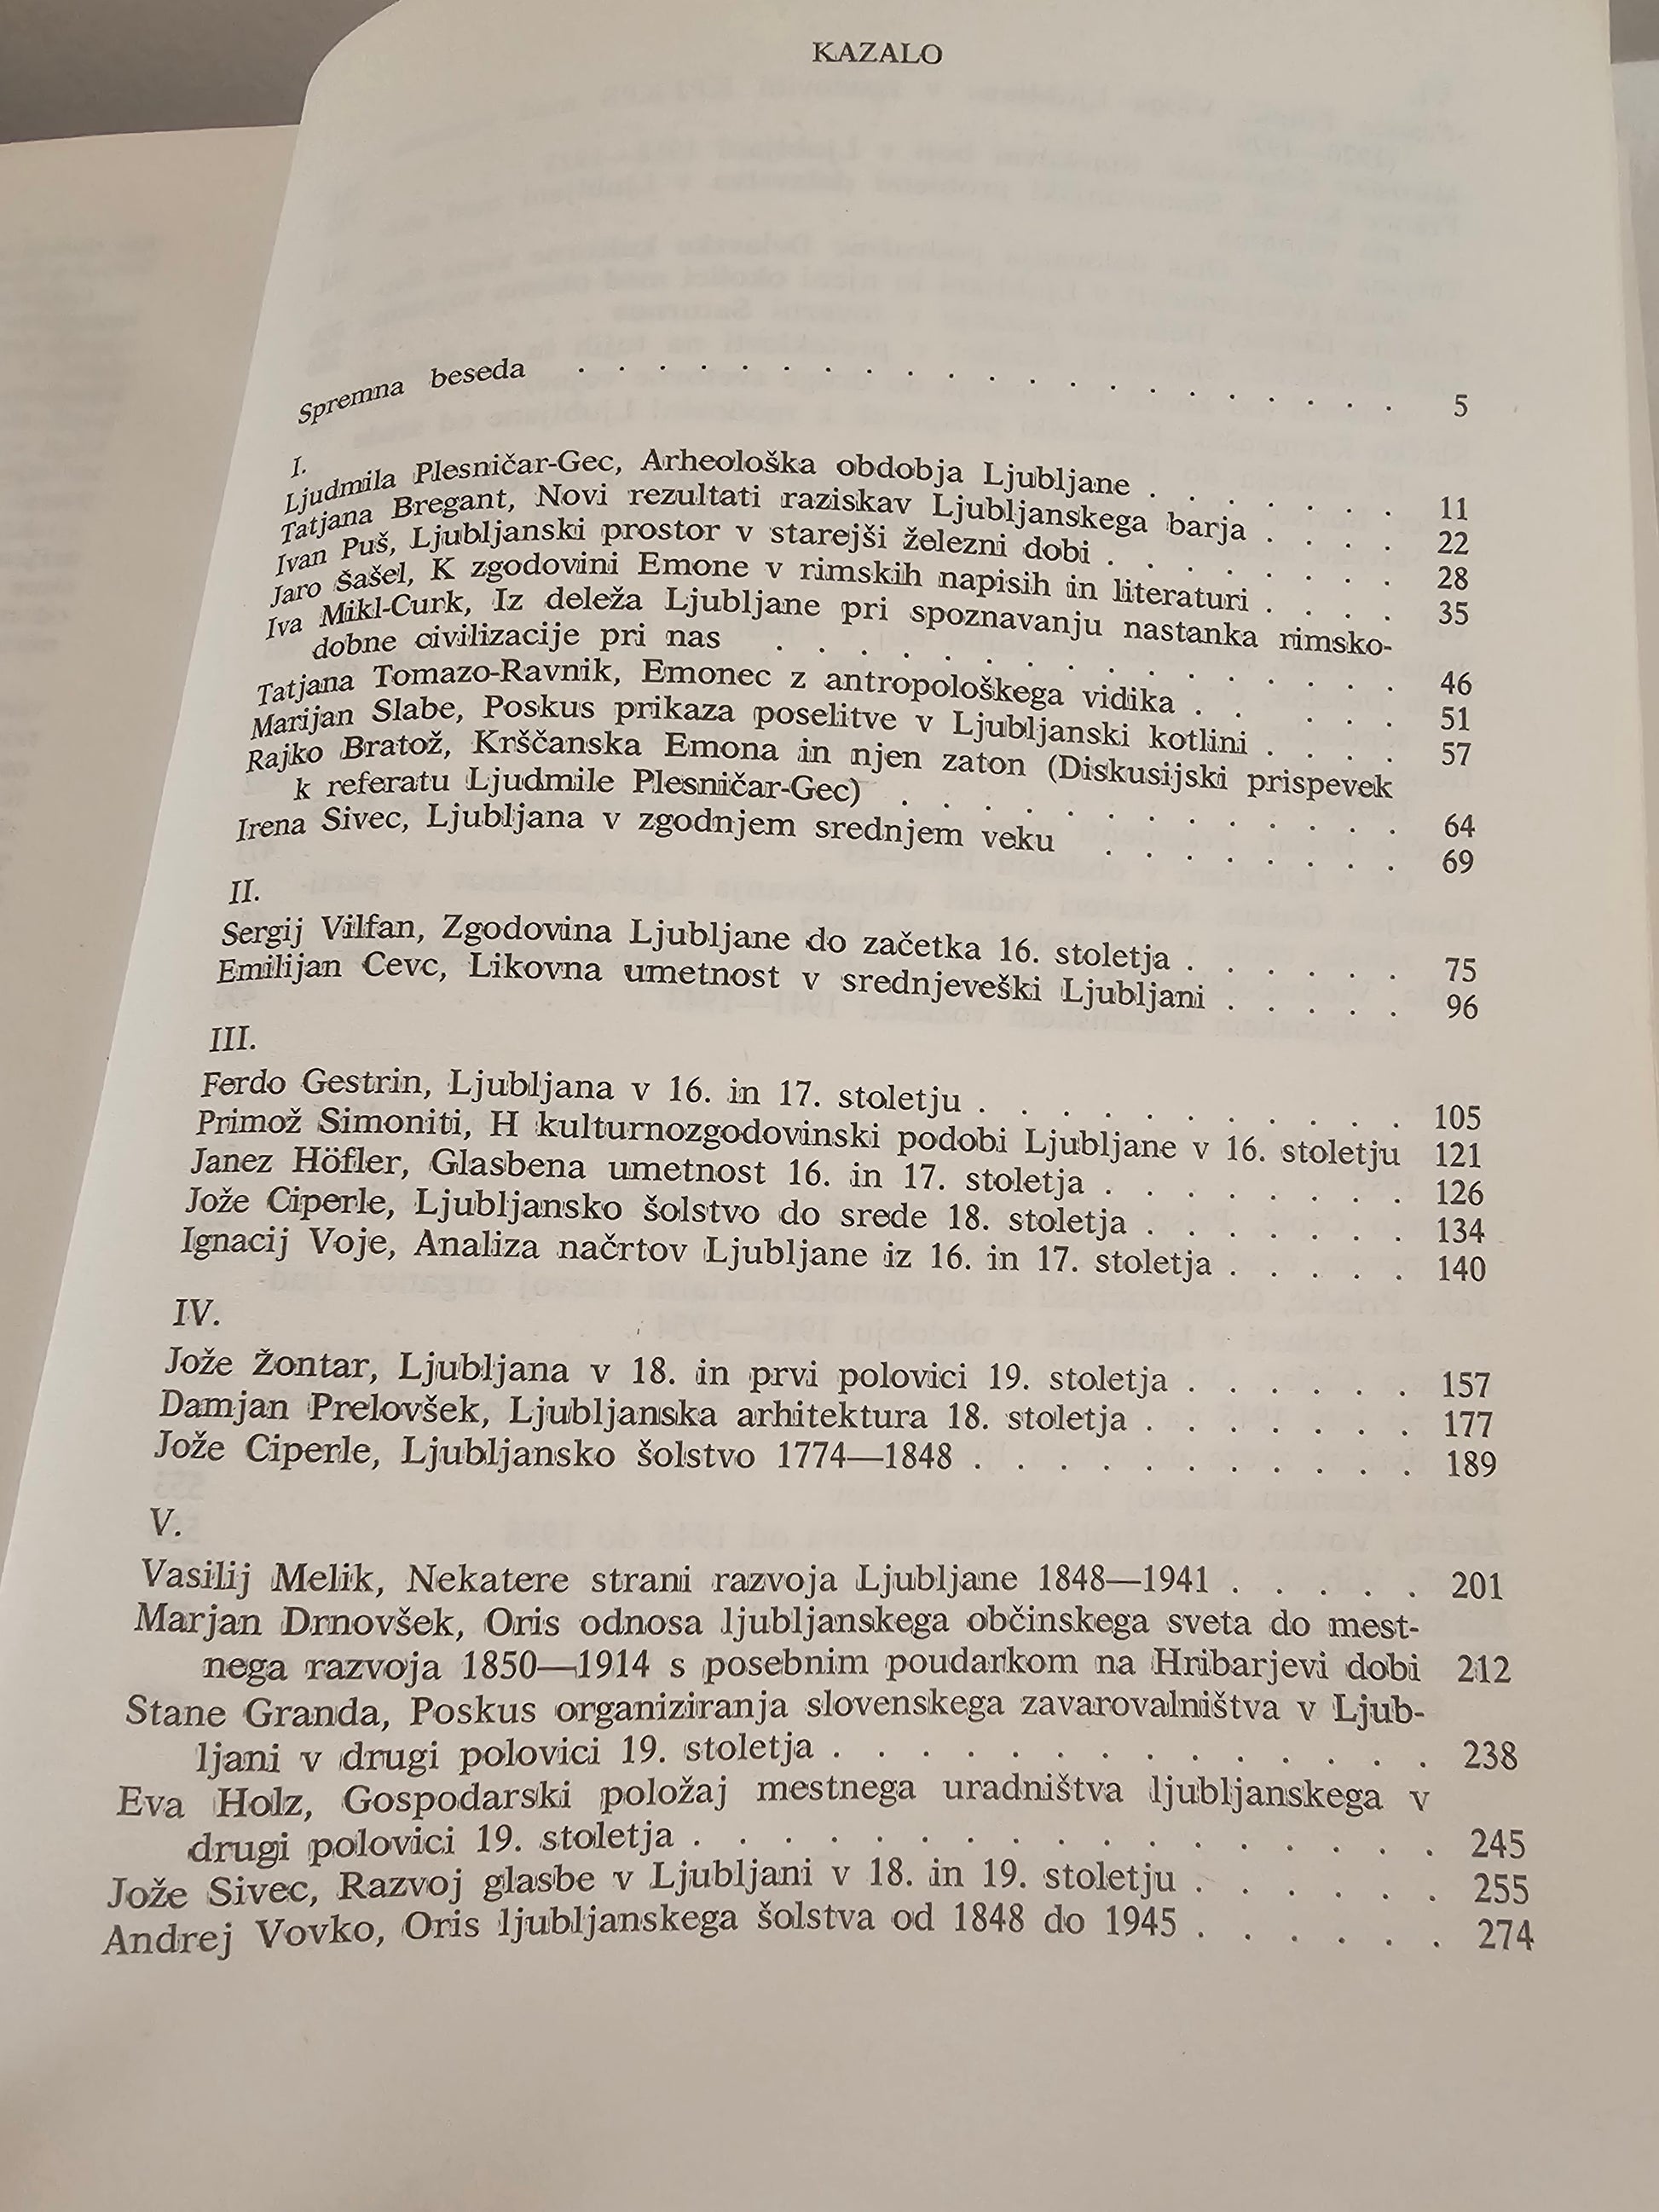 KAZALO
Spremna beseda . . . . . . . . . . . . . . . . . . . . . 5
I.
Ljudmila Plesničar-Gec, Arheološka obdobja Ljubljane . . . . . . . 11
Tatjana Bregant, Novi rezultati raziskav Ljubljanskega barja . . . . 22
Ivan Puš, Ljubljanski prostor v starejši železni dobi . . . . . . . . 28
Jaro Šašel, K zgodovini Emone v rimskih napisih in literaturi . . . . 35
Iva Mikl-Curk, Iz deleža Ljubljane pri spoznavanju nastanka rimsko-
dobne civilizacije pri nas . . . . . . . . . . . . . . . . 46
Tatjana Tomazo-Ravnik, Emonec z antropološkega vidika . . . . . 51
Marijan Slabe, Poskus prikaza poselitve v Ljubljanski kotlini . . . . 57
Rajko Bratož, Krščanska Emona in njen zaton (Diskusijski prispevek
k referatu Ljudmile Plesničar-Gec) . . . . . . . . . . . . . 64
Irena Sivec, Ljubljana v zgodnjem srednjem veku . . . . . . . . 69
II.
Sergij Vilfan, Zgodovina Ljubljane do začetka 16. stoletja . . . . . . 75
Emilijan Cevc, Likovna umetnost v srednjeveški Ljubljani . . . . . 96
III.
Ferdo Gestrin, Ljubljana v 16. in 17. stoletju . . . . . . . . . . . 105
Primož Simoniti, H kulturnozgodovinski podobi Ljubljane v 16. stoletju 121
Janez Höfler, Glasbena umetnost 16. in 17. stoletja . . . . . . . . 126
Jože Ciperle, Ljubljansko šolstvo do srede 18. stoletja . . . . . . . 134
Ignacij Voje, Analiza načrtov Ljubljane iz 16. in 17. stoletja . . . . . 140
IV.
Jože Žontar, Ljubljana v 18. in prvi polovici 19. stoletja . . . . . . 157
Damjan Prelovšek, Ljubljanska arhitektura 18. stoletja . . . . . . . 177
Jože Ciperle, Ljubljansko šolstvo 1774—1848 . . . . . . . . . . . 189
V.
Vasilij Melik, Nekatere strani razvoja Ljubljane 1848—1941 . . . . . 201
Marjan Drnovšek, Oris odnosa ljubljanskega občinskega sveta do mest-
nega razvoja 1850—1914 s posebnim poudarkom na Hribarjevi dobi 212
Stane Granda, Poskus organiziranja slovenskega zavarovalništva v Ljub-
ljani v drugi polovici 19. stoletja . . . . . . . . . . . . . . 238
Eva Holz, Gospodarski položaj mestnega uradništva ljubljanskega v
drugi polovici 19. stoletja . . . . . . . . . . . . . . . . . 245
Jože Sivec, Razvoj glasbe v Ljubljani v 18. in 19. stoletju . . . . . . 255
Andrej Vovko, Oris ljubljanskega šolstva od 1848 do 1945 . . . . . . 274